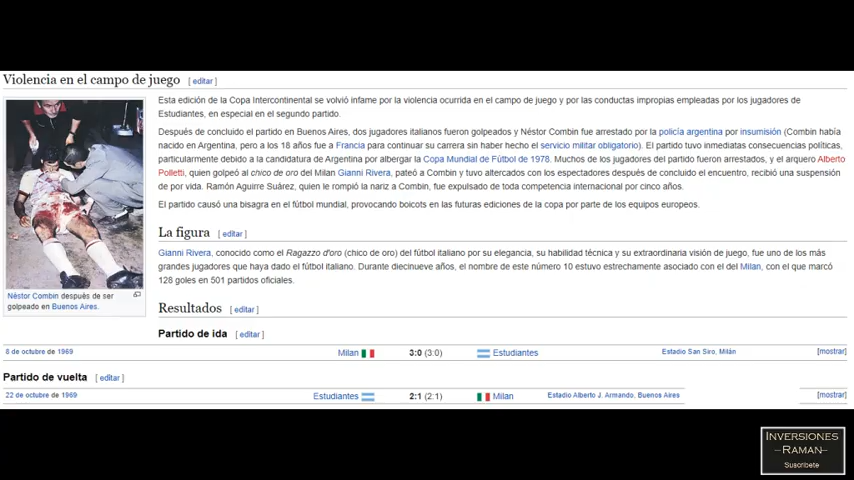 Violencia en el campo de juego [ editar ]
Esta edición de la Copa Intercontinental se volvió infame por la violencia ocurrida en el campo de juego y por las conductas impropias empleadas por los jugadores de
Estudiantes, en especial en el segundo partido.
Después de concluido el partido en Buenos Aires, dos jugadores italianos fueron golpeados y Néstor Combin fue arrestado por la policía argentina por insumisión (Combin había
nacido en Argentina, pero a los 18 años fue a Francia para continuar su carrera sin haber hecho el servicio militar obligatorio). El partido tuvo inmediatas consecuencias políticas,
particularmente debido a la candidatura de Argentina por albergar la Copa Mundial de Fútbol de 1978. Muchos de los jugadores del partido fueron arrestados, y el arquero Alberto
Polletti, quien golpeó al chico de oro del Milan Gianni Rivera, pateó a Combin y tuvo altercados con los espectadores después de concluido el encuentro, recibió una suspensión
de por vida. Ramón Aguirre Suárez, quien le rompió la nariz a Combin, fue expulsado de toda competencia internacional por cinco años.
El partido causó una bisagra en el fútbol mundial, provocando boicots en las futuras ediciones de la copa por parte de los equipos europeos.
Néstor Combin después de ser
golpeado en Buenos Aires.
La figura [ editar ]
Gianni Rivera, conocido como el Ragazzo d'oro (chico de oro) del fútbol italiano por su elegancia, su habilidad técnica y su extraordinaria visión de juego, fue uno de los más
grandes jugadores que haya dado el fútbol italiano. Durante diecinueve años, el nombre de este número 10 estuvo estrechamente asociado con el del Milan, con el que marcó
128 goles en 501 partidos oficiales.
Resultados [ editar ]
Partido de ida [ editar ]
8 de octubre de 1969 Milan 3:0 (3:0) Estudiantes Estadio San Siro, Milán [mostrar]
Partido de vuelta [ editar ]
22 de octubre de 1969 Estudiantes 2:1 (2:1) Milan Estadio Alberto J. Armando, Buenos Aires [mostrar]
INVERSIONES
–RAMAN–
Suscribete